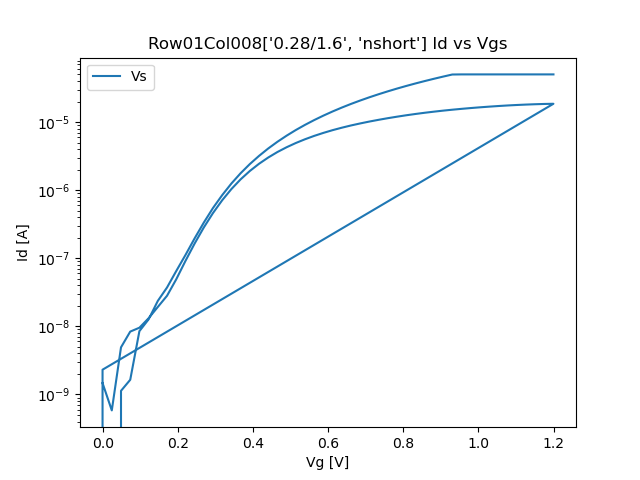 Row01Col008['0.28/1.6', 'nshort'] Id vs Vgs
Vs
10⁻⁵
10⁻⁶
10⁻⁷
10⁻⁸
10⁻⁹
Id [A]
0.0 0.2 0.4 0.6 0.8 1.0 1.2
Vg [V]